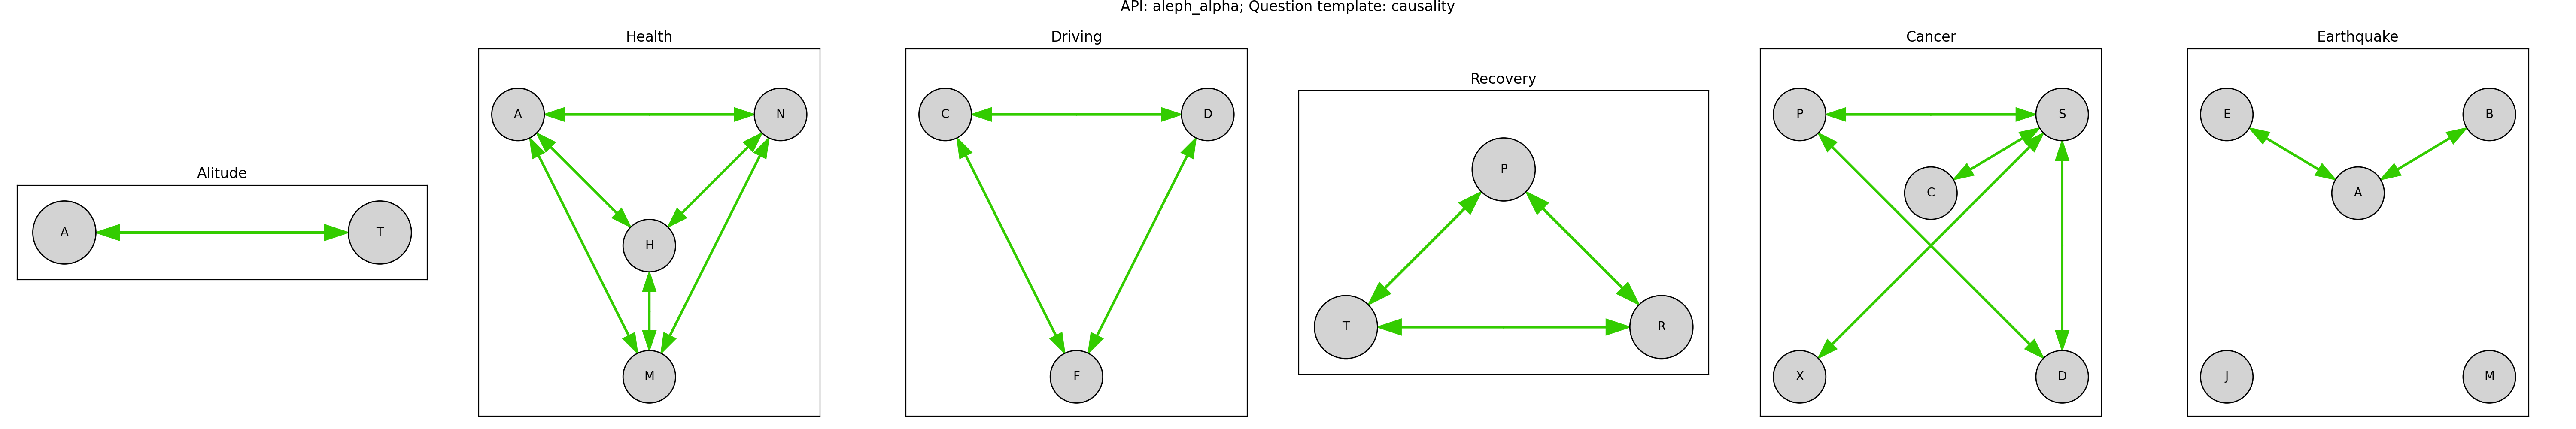 API: aleph_alpha; Question template: causality
Alitude
A
T
Health
A
N
H
M
Driving
C
D
F
Recovery
P
T
R
Cancer
P
S
C
X
D
Earthquake
E
B
A
J
M